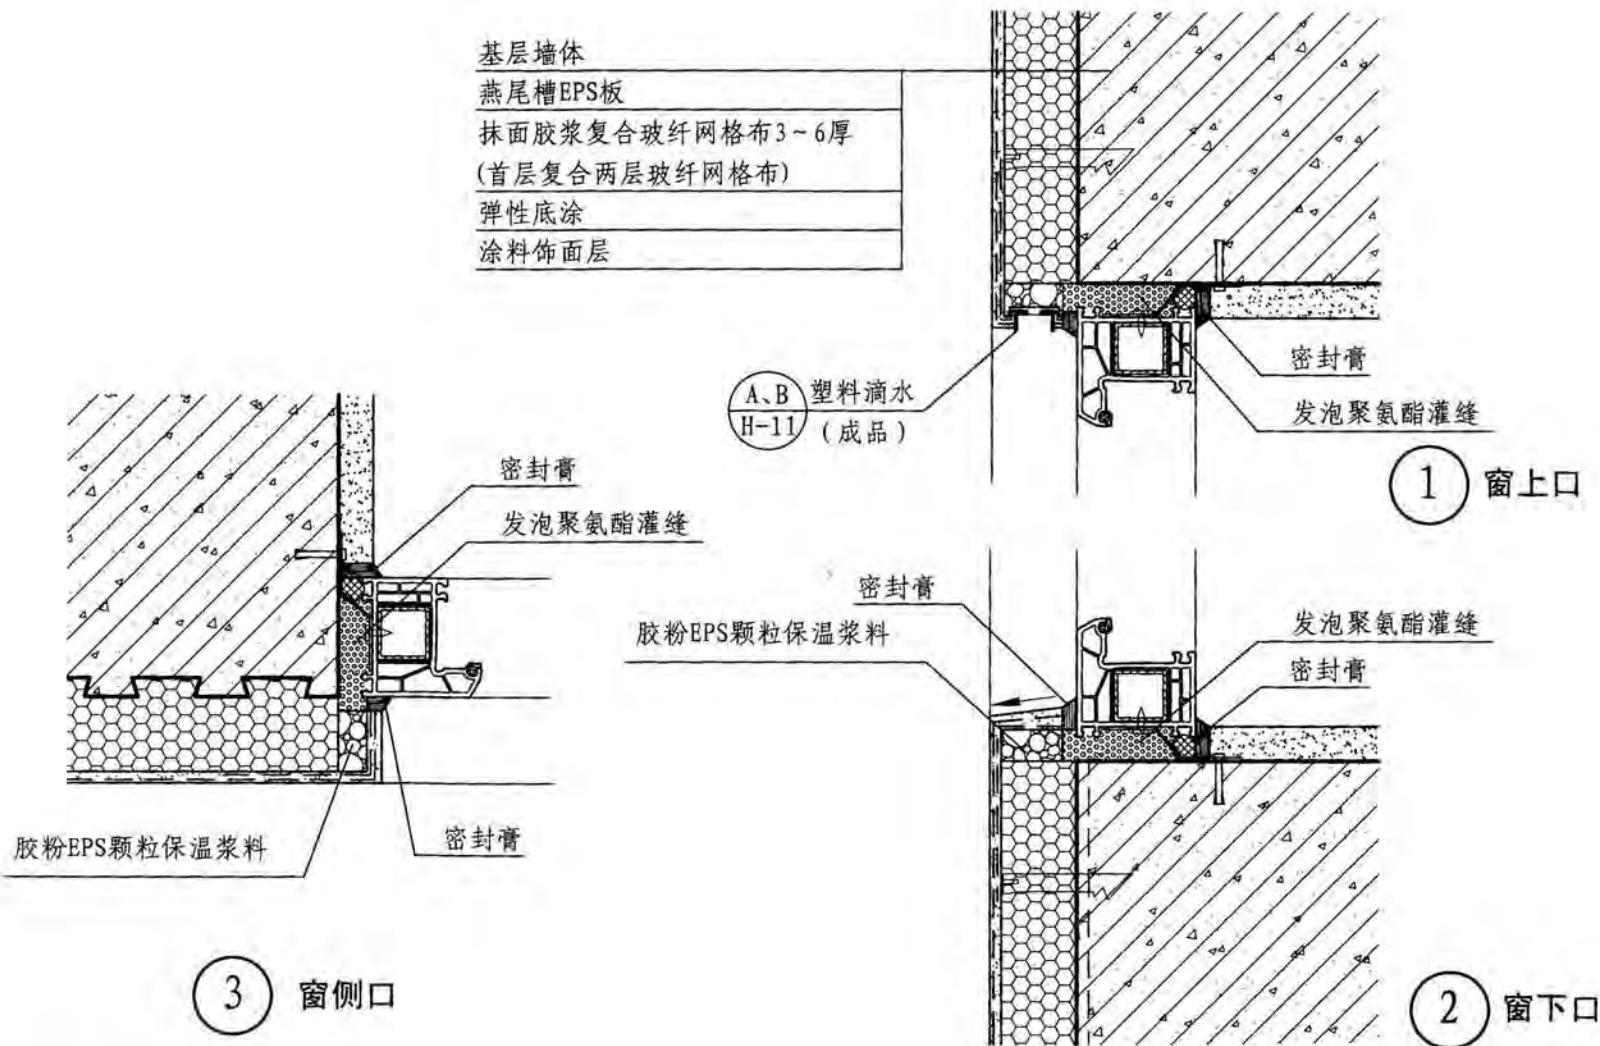 基层墙体
燕尾槽EPS板
抹面胶浆复合玻纤网格布3~6厚
(首层复合两层玻纤网格布)
弹性底涂
涂料饰面层
A、B
H-11
塑料滴水
(成品)
密封膏
发泡聚氨酯灌缝
1 窗上口
密封膏
发泡聚氨酯灌缝
胶粉EPS颗粒保温浆料
密封膏
3 窗侧口
密封膏
胶粉EPS颗粒保温浆料
发泡聚氨酯灌缝
密封膏
2 窗下口